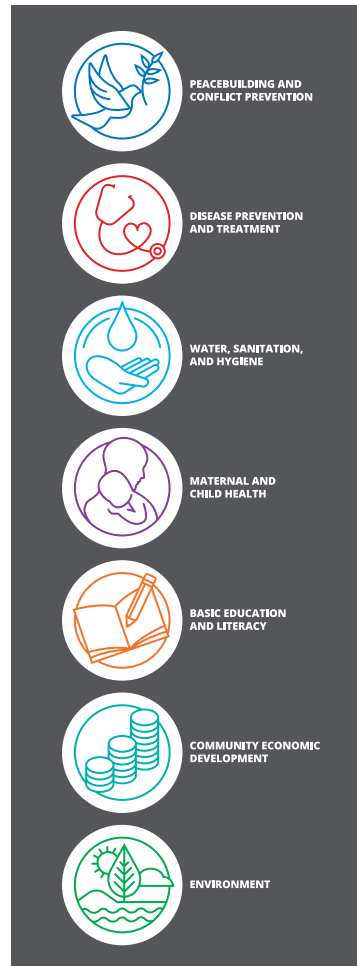 PEACEBUILDING AND
CONFLICT PREVENTION
DISEASE PREVENTION
AND TREATMENT
WATER, SANITATION,
AND HYGIENE
MATERNAL AND
CHILD HEALTH
BASIC EDUCATION
AND LITERACY
COMMUNITY ECONOMIC
DEVELOPMENT
ENVIRONMENT